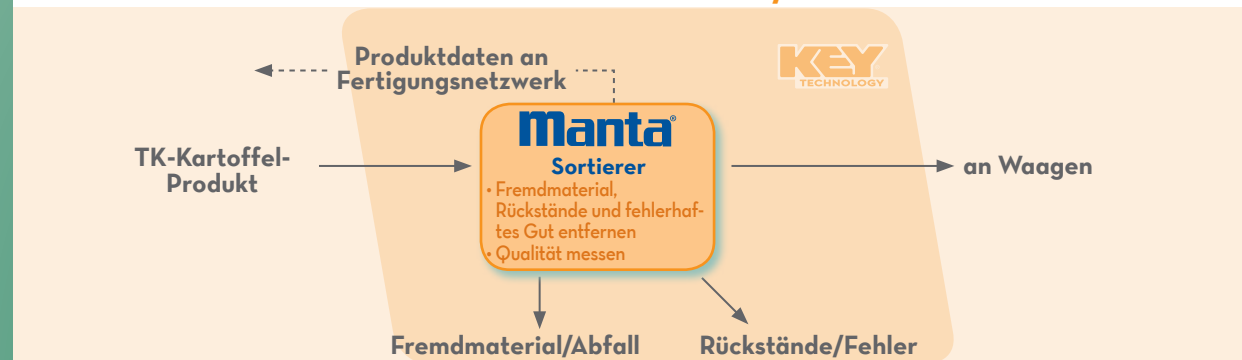 Produktdaten an
Fertigungsnetzwerk
KEY
TECHNOLOGY
manta®
Sortierer
TK-Kartoffel-
Produkt
an Waagen
• Fremdmaterial,
Rückstände und fehlerhaf-
tes Gut entfernen
• Qualität messen
Fremdmaterial/Abfall
Rückstände/Fehler